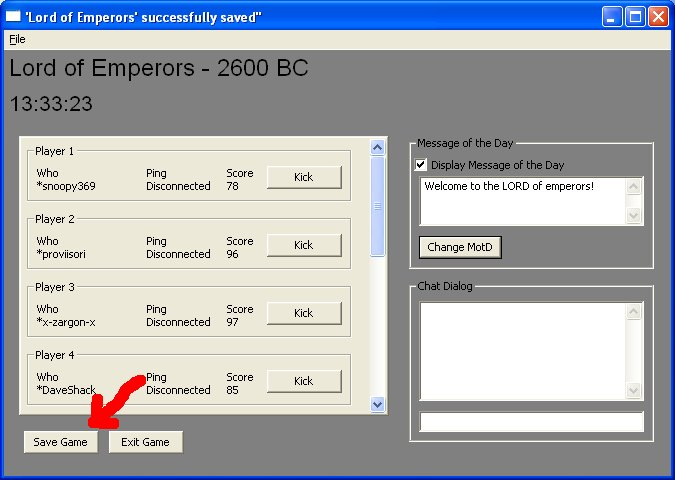 'Lord of Emperors' successfully saved"
File
Lord of Emperors - 2600 BC
13:33:23
Player 1
Who Ping Score
*snoopy369 Disconnected 78
Kick
Player 2
Who Ping Score
*proviisori Disconnected 96
Kick
Player 3
Who Ping Score
*x-zargon-x Disconnected 97
Kick
Player 4
Who Ping Score
*DaveShack Disconnected 85
Kick
Save Game
Exit Game
Message of the Day
Display Message of the Day
Welcome to the LORD of emperors!
Change MotD
Chat Dialog